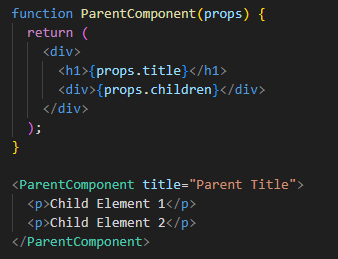 function ParentComponent(props) {
  return (
    <div>
      <h1>{props.title}</h1>
      <div>{props.children}</div>
    </div>
  );
}

<ParentComponent title="Parent Title">
  <p>Child Element 1</p>
  <p>Child Element 2</p>
</ParentComponent>